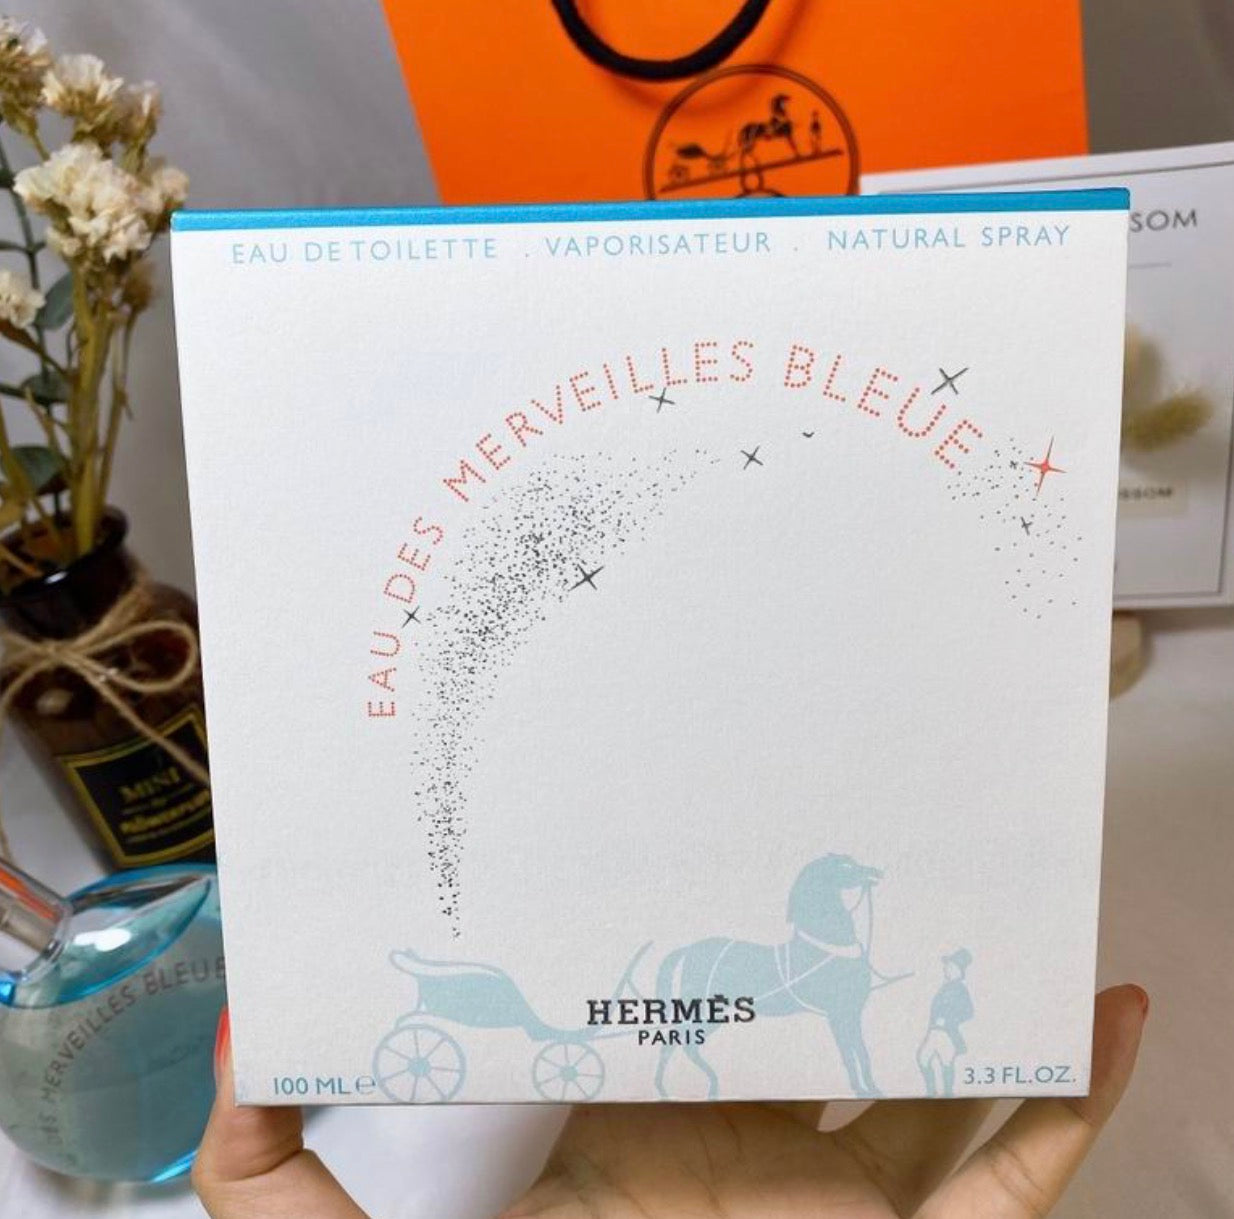 SOM
EAU DE TOILETTE . VAPORISATEUR . NATURAL SPRAY
EAU DES MERVEILLES BLEUE
SSOM
MINI
DES MERVEILLES BLEUE
HERMÈS
PARIS
100 ML ℮
3.3 FL.OZ.